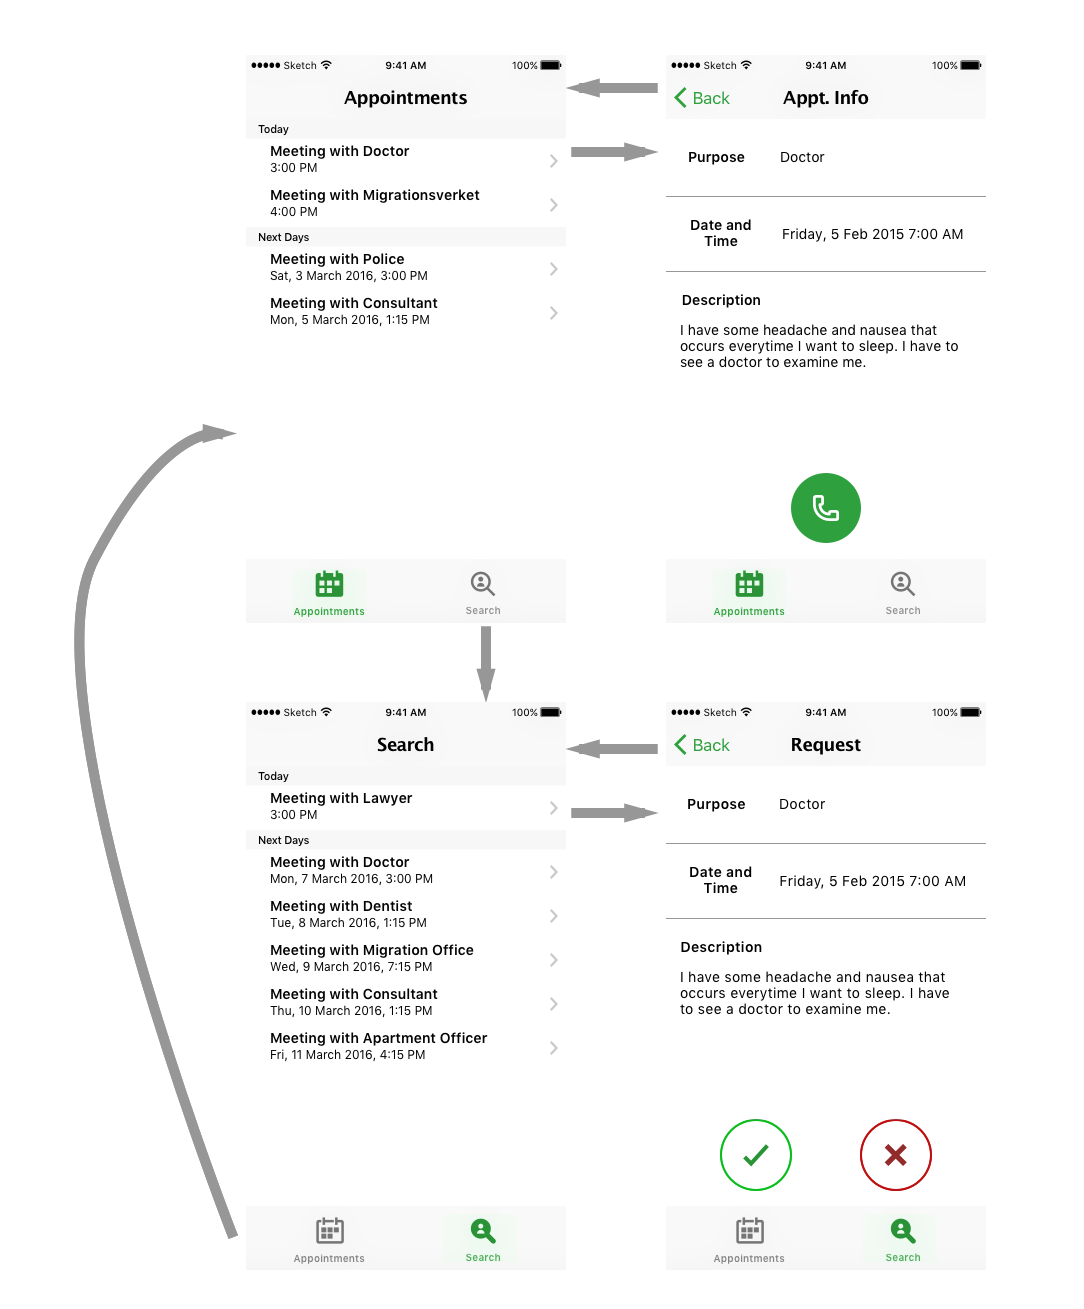 Sketch 9:41 AM 100%
Appointments
Today
Meeting with Doctor
3:00 PM
Meeting with Migrationsverket
4:00 PM
Next Days
Meeting with Police
Sat, 3 March 2016, 3:00 PM
Meeting with Consultant
Mon, 5 March 2016, 1:15 PM
Appointments Search
Sketch 9:41 AM 100%
Back Appt. Info
Purpose Doctor
Date and
Time
Friday, 5 Feb 2015 7:00 AM
Description
I have some headache and nausea that
occurs everytime I want to sleep. I have to
see a doctor to examine me.
Appointments Search
Sketch 9:41 AM 100%
Search
Today
Meeting with Lawyer
3:00 PM
Next Days
Meeting with Doctor
Mon, 7 March 2016, 3:00 PM
Meeting with Dentist
Tue, 8 March 2016, 1:15 PM
Meeting with Migration Office
Wed, 9 March 2016, 7:15 PM
Meeting with Consultant
Thu, 10 March 2016, 1:15 PM
Meeting with Apartment Officer
Fri, 11 March 2016, 4:15 PM
Appointments Search
Sketch 9:41 AM 100%
Back Request
Purpose Doctor
Date and
Time
Friday, 5 Feb 2015 7:00 AM
Description
I have some headache and nausea that
occurs everytime I want to sleep. I have
to see a doctor to examine me.
Appointments Search